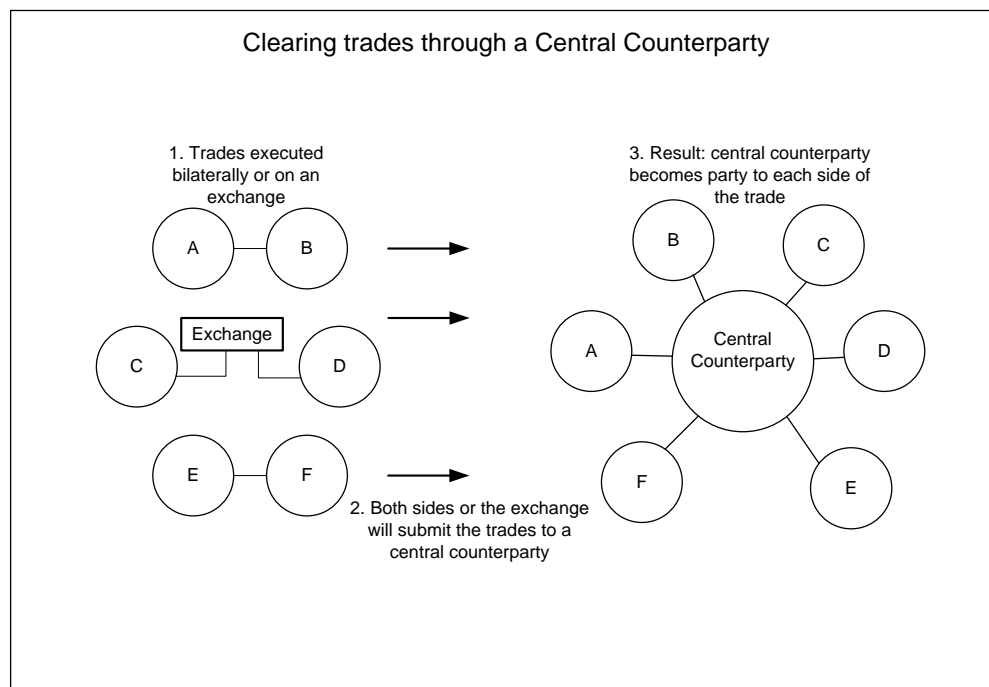 Clearing trades through a Central Counterparty
1. Trades executed
bilaterally or on an
exchange
A
B
Exchange
C
D
E
F
2. Both sides or the exchange
will submit the trades to a
central counterparty
3. Result: central counterparty
becomes party to each side of
the trade
B
C
Central
Counterparty
A
D
F
E